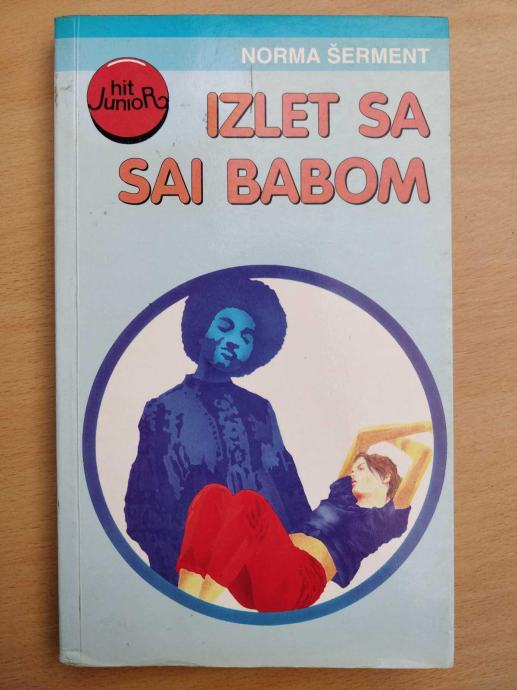 NORMA ŠERMENT
hit
JunioR
IZLET SA
SAI BABOM